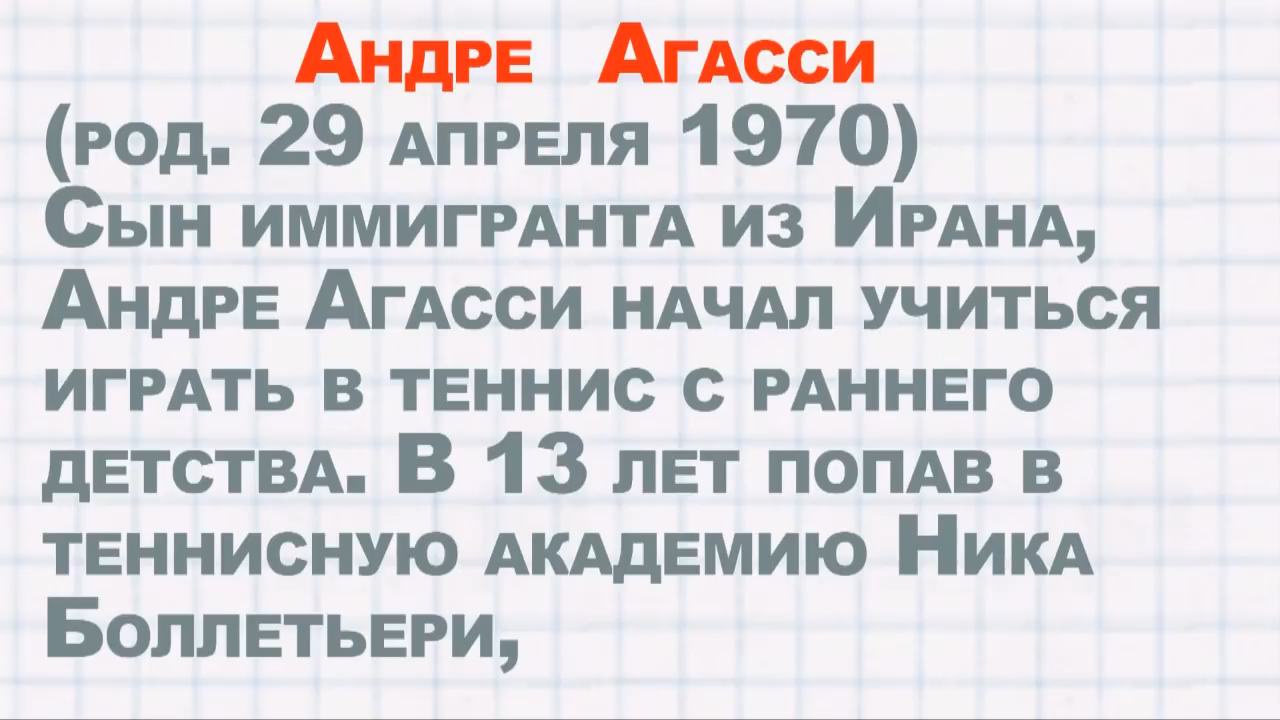 Андре Агасси
(род. 29 апреля 1970)
Сын иммигранта из Ирана,
Андре Агасси начал учиться
играть в теннис с раннего
детства. В 13 лет попав в
теннисную академию Ника
Боллетьери,